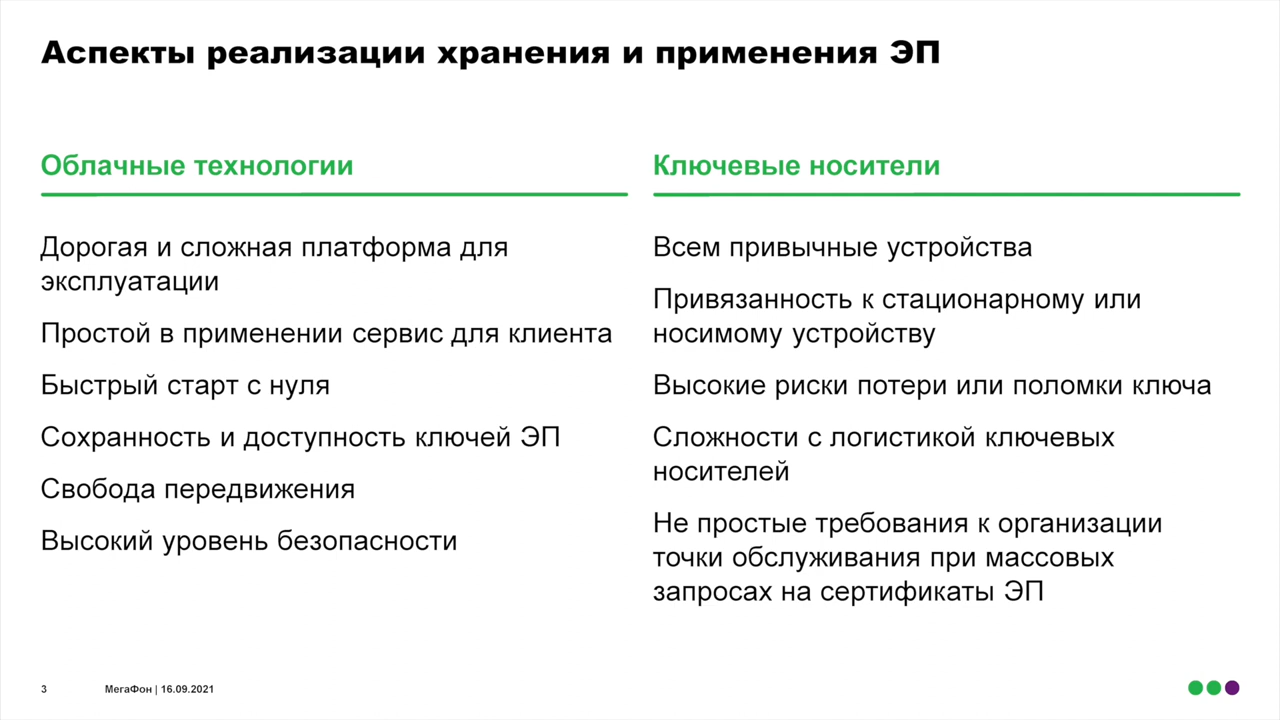 Аспекты реализации хранения и применения ЭП
Облачные технологии
Дорогая и сложная платформа для
эксплуатации
Простой в применении сервис для клиента
Быстрый старт с нуля
Сохранность и доступность ключей ЭП
Свобода передвижения
Высокий уровень безопасности
Ключевые носители
Всем привычные устройства
Привязанность к стационарному или
носимому устройству
Высокие риски потери или поломки ключа
Сложности с логистикой ключевых
носителей
Не простые требования к организации
точки обслуживания при массовых
запросах на сертификаты ЭП
3 МегаФон | 16.09.2021